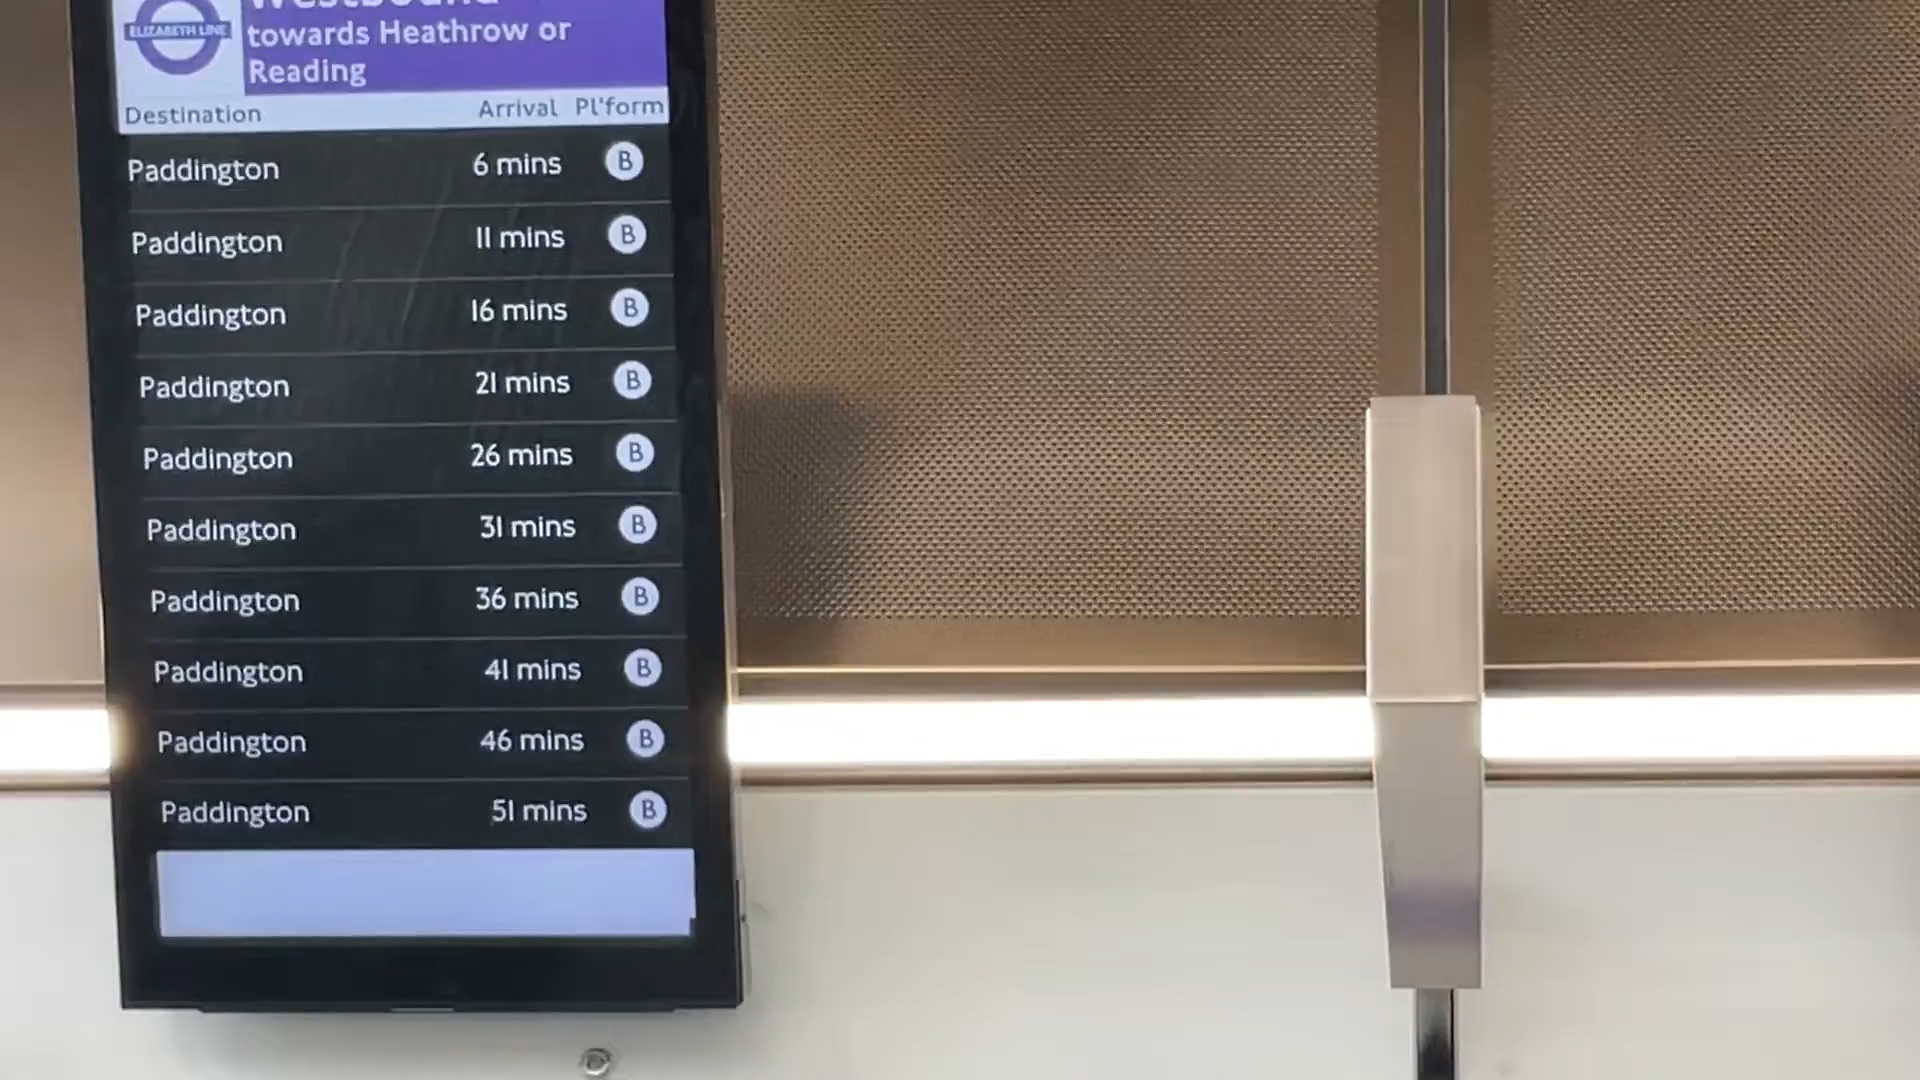 ELIZABETH LINE
Westbound
towards Heathrow or
Reading
Destination Arrival Pl'form
Paddington 6 mins B
Paddington 11 mins B
Paddington 16 mins B
Paddington 21 mins B
Paddington 26 mins B
Paddington 31 mins B
Paddington 36 mins B
Paddington 41 mins B
Paddington 46 mins B
Paddington 51 mins B